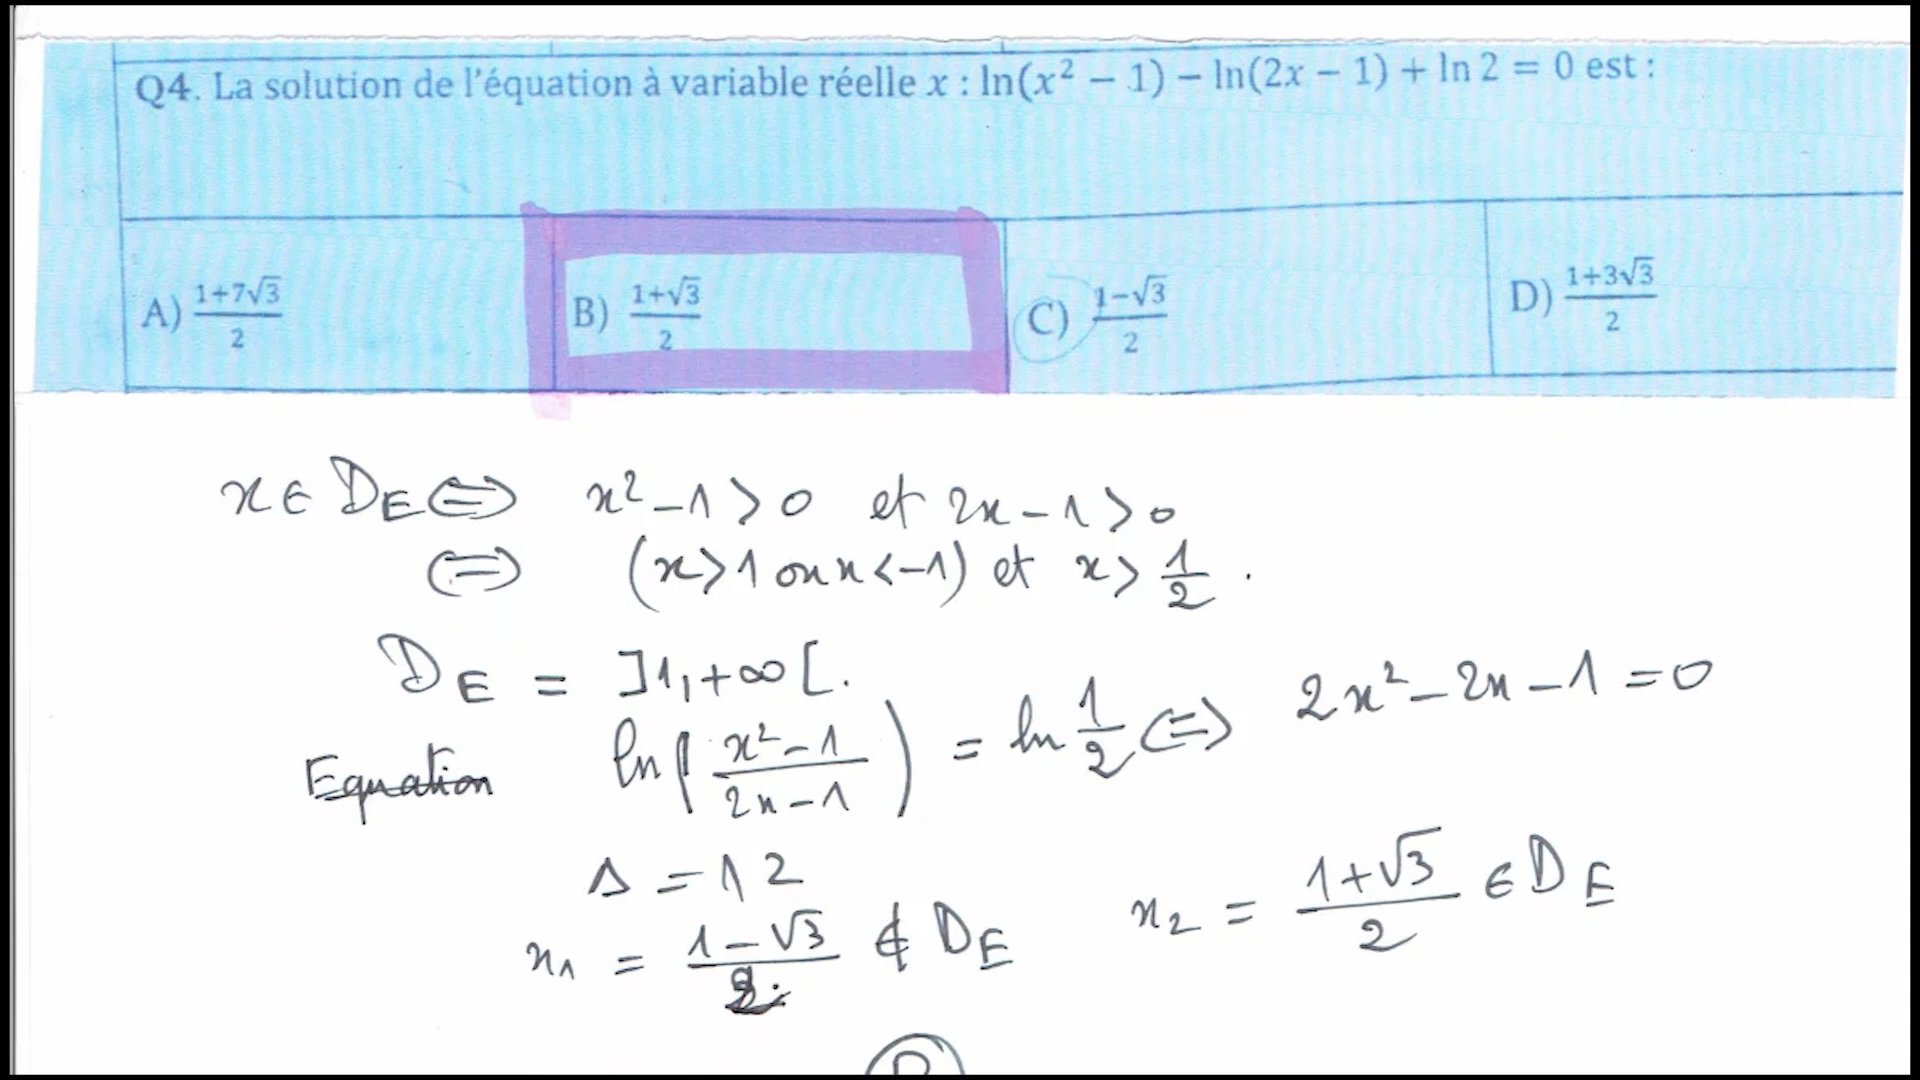 Q4. La solution de l'équation à variable réelle x : ln(x² − 1) − ln(2x − 1) + ln 2 = 0 est :
A) (1+7√3)/2 B) (1+√3)/2 C) (1−√3)/2 D) (1+3√3)/2
x ∈ D_E ⇔ x² − 1 > 0 et 2x − 1 > 0
⇔ (x > 1 ou x < −1) et x > 1/2 .
D_E = ]1, +∞[.
Equation ln((x² − 1)/(2x − 1)) = ln 1/2 ⇔ 2x² − 2x − 1 = 0
Δ = 12
x₁ = (1 − √3)/2 ∉ D_E x₂ = (1 + √3)/2 ∈ D_E